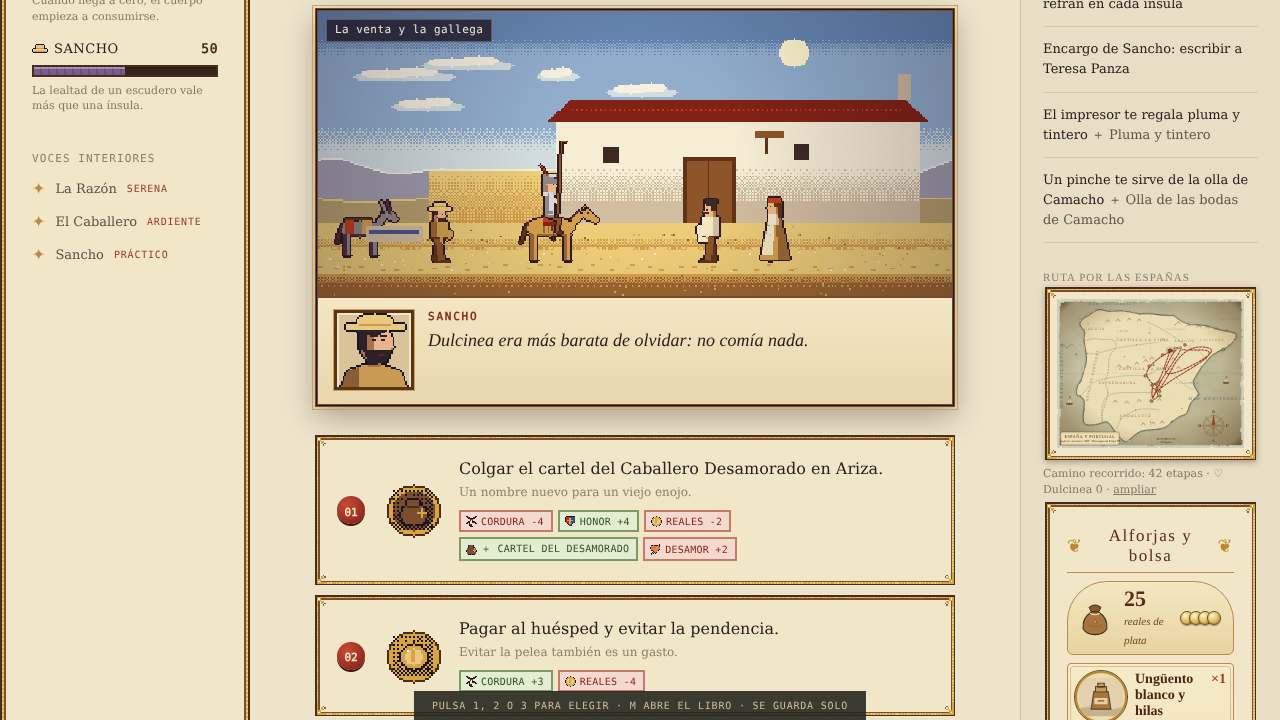 Cuando llega a cero, el cuerpo
empieza a consumirse.
SANCHO 50
La lealtad de un escudero vale
más que una ínsula.
VOCES INTERIORES
La Razón SERENA
El Caballero ARDIENTE
Sancho PRÁCTICO
La venta y la gallega
SANCHO
Dulcinea era más barata de olvidar: no comía nada.
01
Colgar el cartel del Caballero Desamorado en Ariza.
Un nombre nuevo para un viejo enojo.
CORDURA -4 HONOR +4 REALES -2
+ CARTEL DEL DESAMORADO DESAMOR +2
02
Pagar al huésped y evitar la pendencia.
Evitar la pelea también es un gasto.
CORDURA +3 REALES -4
PULSA 1, 2 O 3 PARA ELEGIR · M ABRE EL LIBRO · SE GUARDA SOLO
refrán en cada ínsula
Encargo de Sancho: escribir a
Teresa Panza
El impresor te regala pluma y
tintero + Pluma y tintero
Un pinche te sirve de la olla de
Camacho + Olla de las bodas
de Camacho
RUTA POR LAS ESPAÑAS
ESPAÑA Y PORTUGAL
Camino recorrido: 42 etapas · ♡
Dulcinea 0 · ampliar
Alforjas y
bolsa
25
reales de
plata
Ungüento ×1
blanco y
hilas